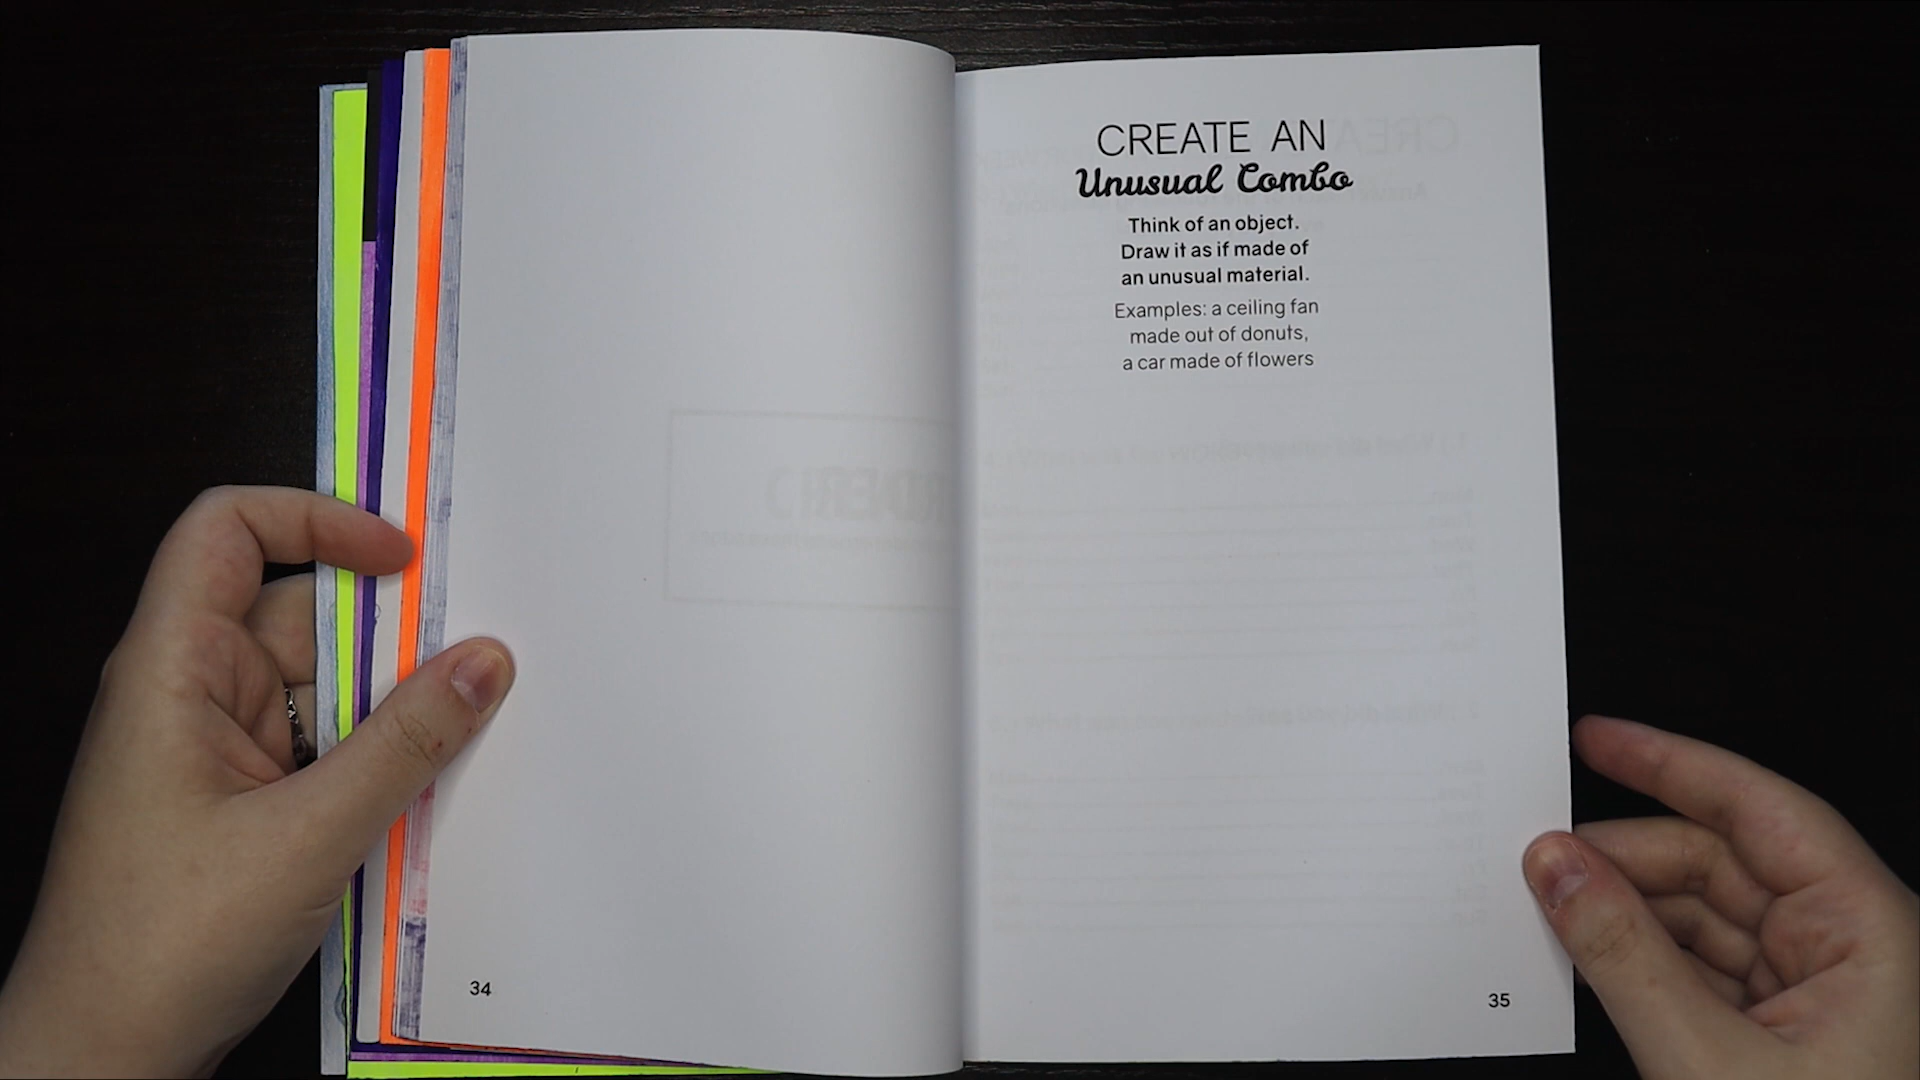 CREATE AN
Unusual Combo
Think of an object.
Draw it as if made of
an unusual material.
Examples: a ceiling fan
made out of donuts,
a car made of flowers
34
35